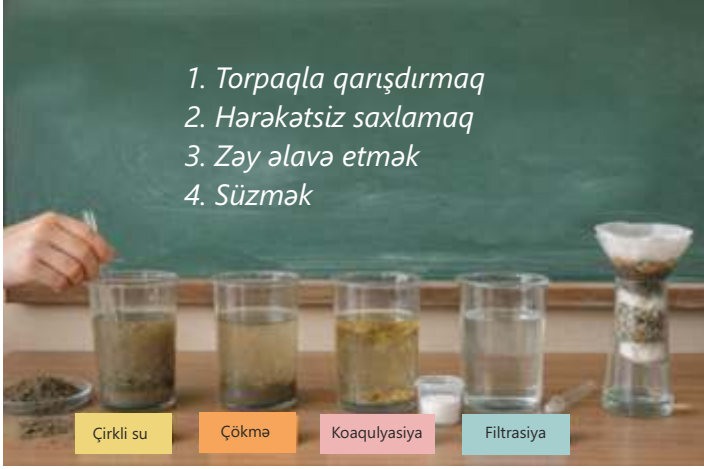 1. Torpaqla qarışdırmaq
2. Hərəkətsiz saxlamaq
3. Zəy əlavə etmək
4. Süzmək
Çirkli su
Çökmə
Koaqulyasiya
Filtrasiya